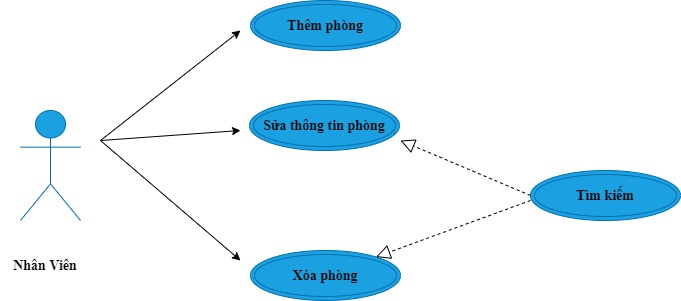 Thêm phòng
Sửa thông tin phòng
Tìm kiếm
Nhân Viên
Xóa phòng